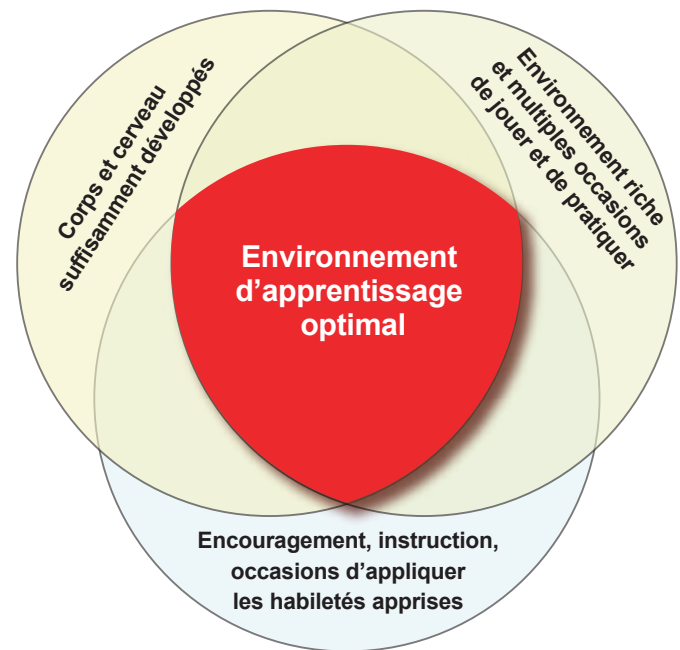 Corps et cerveau
suffisamment développés
Environnement riche
et multiples occasions
de jouer et de pratiquer
Environnement
d’apprentissage
optimal
Encouragement, instruction,
occasions d’appliquer
les habiletés apprises